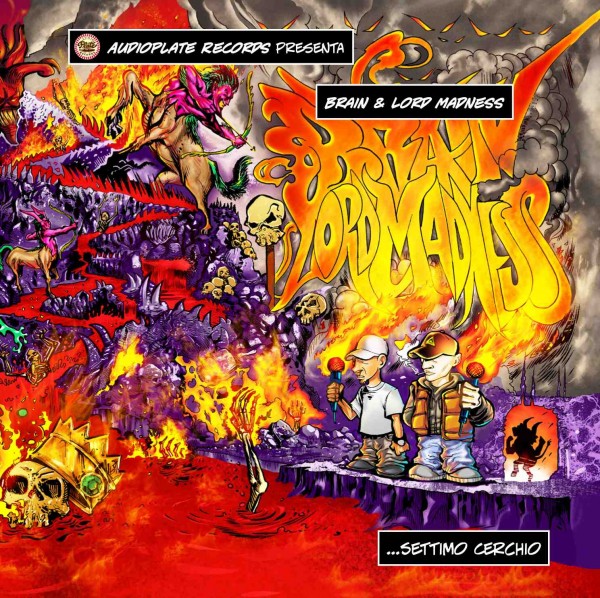 AUDIOPLATE RECORDS PRESENTA
BRAIN & LORD MADNESS
BRAIN
LORD MADNESS
...SETTIMO CERCHIO